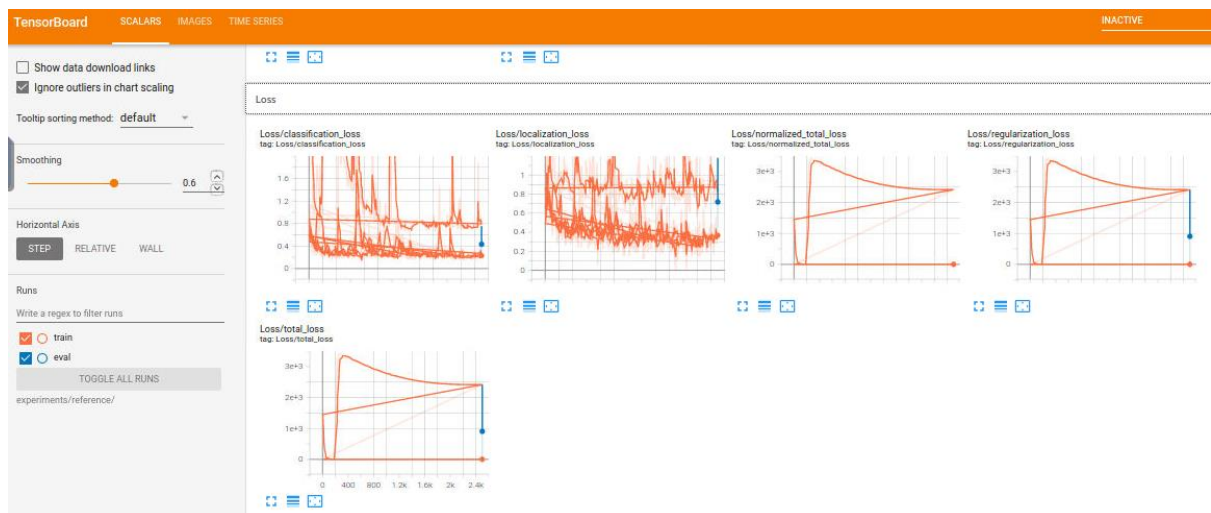 TensorBoard SCALARS IMAGES TIME SERIES INACTIVE
Show data download links
Ignore outliers in chart scaling
Tooltip sorting method: default
Smoothing
0.6
Horizontal Axis
STEP RELATIVE WALL
Runs
Write a regex to filter runs
train
eval
TOGGLE ALL RUNS
experiments/reference/
Loss
Loss/classification_loss
tag: Loss/classification_loss
1.6
1.2
0.8
0.4
0
Loss/localization_loss
tag: Loss/localization_loss
1
0.8
0.6
0.4
0.2
0
Loss/normalized_total_loss
tag: Loss/normalized_total_loss
3e+3
2e+3
1e+3
0
Loss/regularization_loss
tag: Loss/regularization_loss
3e+3
2e+3
1e+3
0
Loss/total_loss
tag: Loss/total_loss
3e+3
2e+3
1e+3
0
0 400 800 1.2k 1.6k 2k 2.4k